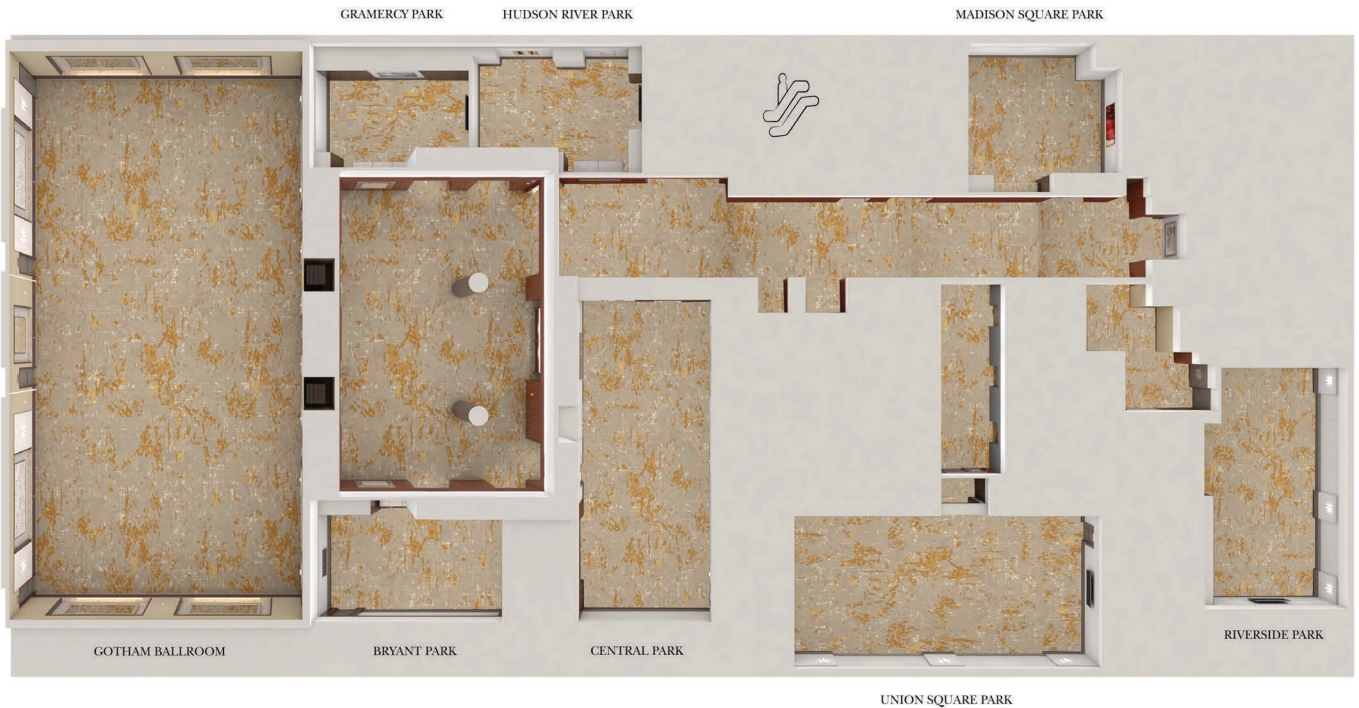 GRAMERCY PARK
HUDSON RIVER PARK
MADISON SQUARE PARK
GOTHAM BALLROOM
BRYANT PARK
CENTRAL PARK
RIVERSIDE PARK
UNION SQUARE PARK